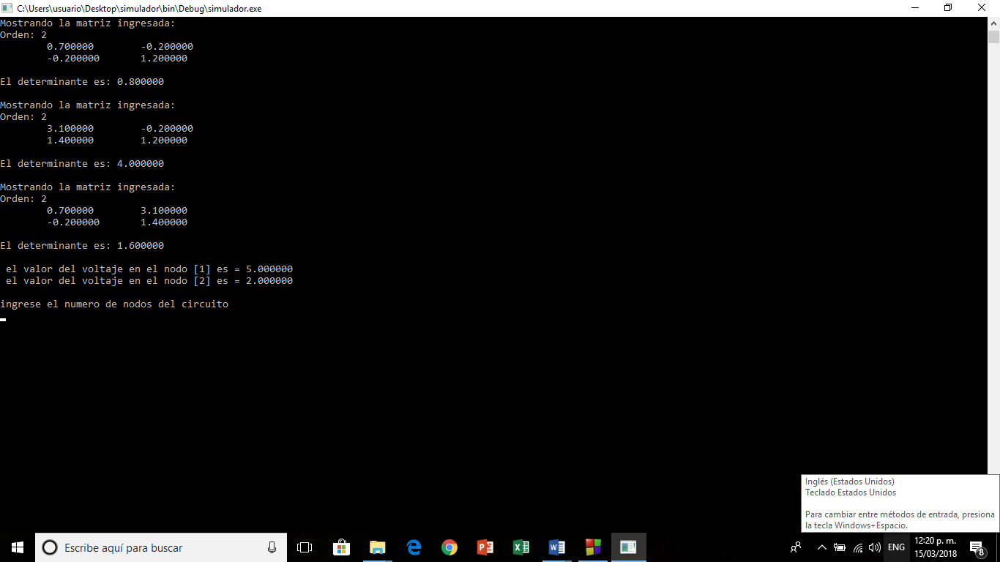 C:\Users\usuario\Desktop\simulador\bin\Debug\simulador.exe
Mostrando la matriz ingresada:
Orden: 2
0.700000 -0.200000
-0.200000 1.200000
El determinante es: 0.800000
Mostrando la matriz ingresada:
Orden: 2
3.100000 -0.200000
1.400000 1.200000
El determinante es: 4.000000
Mostrando la matriz ingresada:
Orden: 2
0.700000 3.100000
-0.200000 1.400000
El determinante es: 1.600000
el valor del voltaje en el nodo [1] es = 5.000000
el valor del voltaje en el nodo [2] es = 2.000000
ingrese el numero de nodos del circuito
Inglés (Estados Unidos)
Teclado Estados Unidos
Para cambiar entre métodos de entrada, presiona
la tecla Windows+Espacio.
Escribe aquí para buscar
ENG
12:20 p. m.
15/03/2018
8